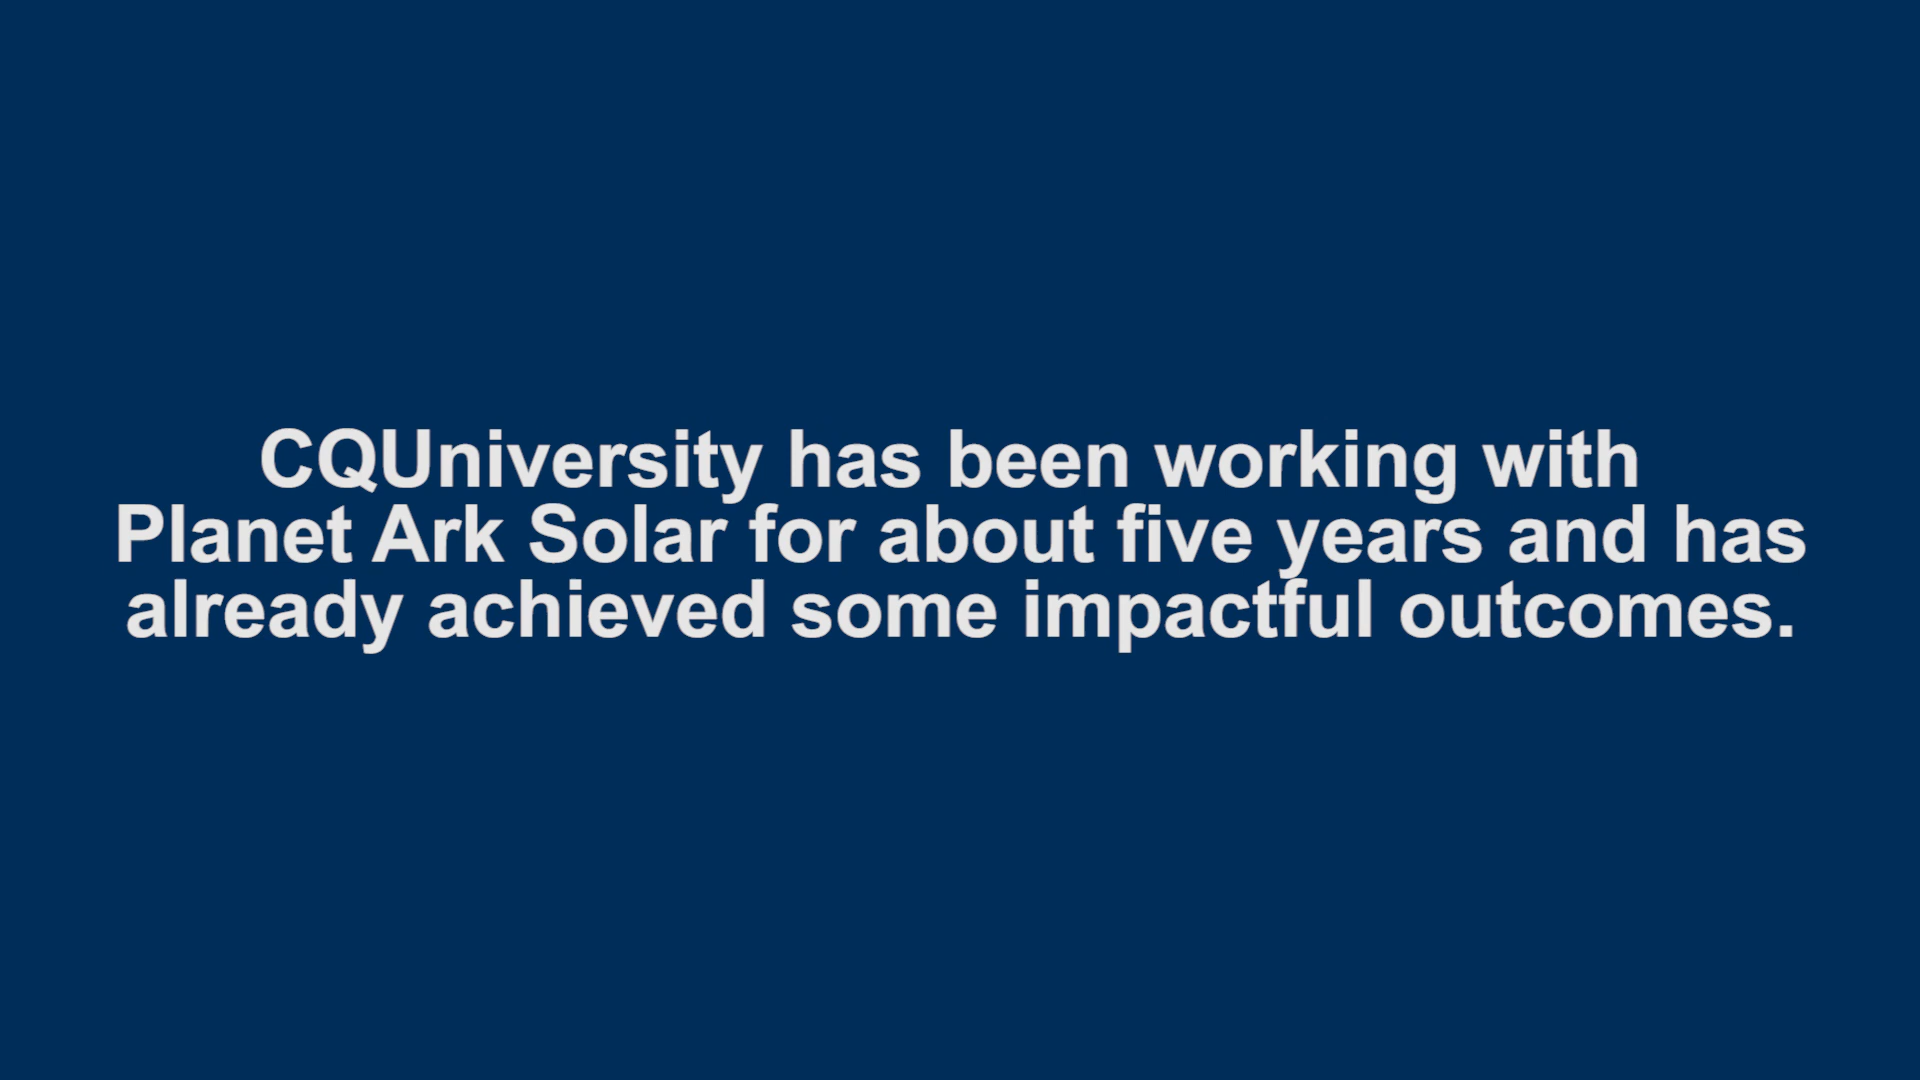 CQUniversity has been working with
Planet Ark Solar for about five years and has
already achieved some impactful outcomes.